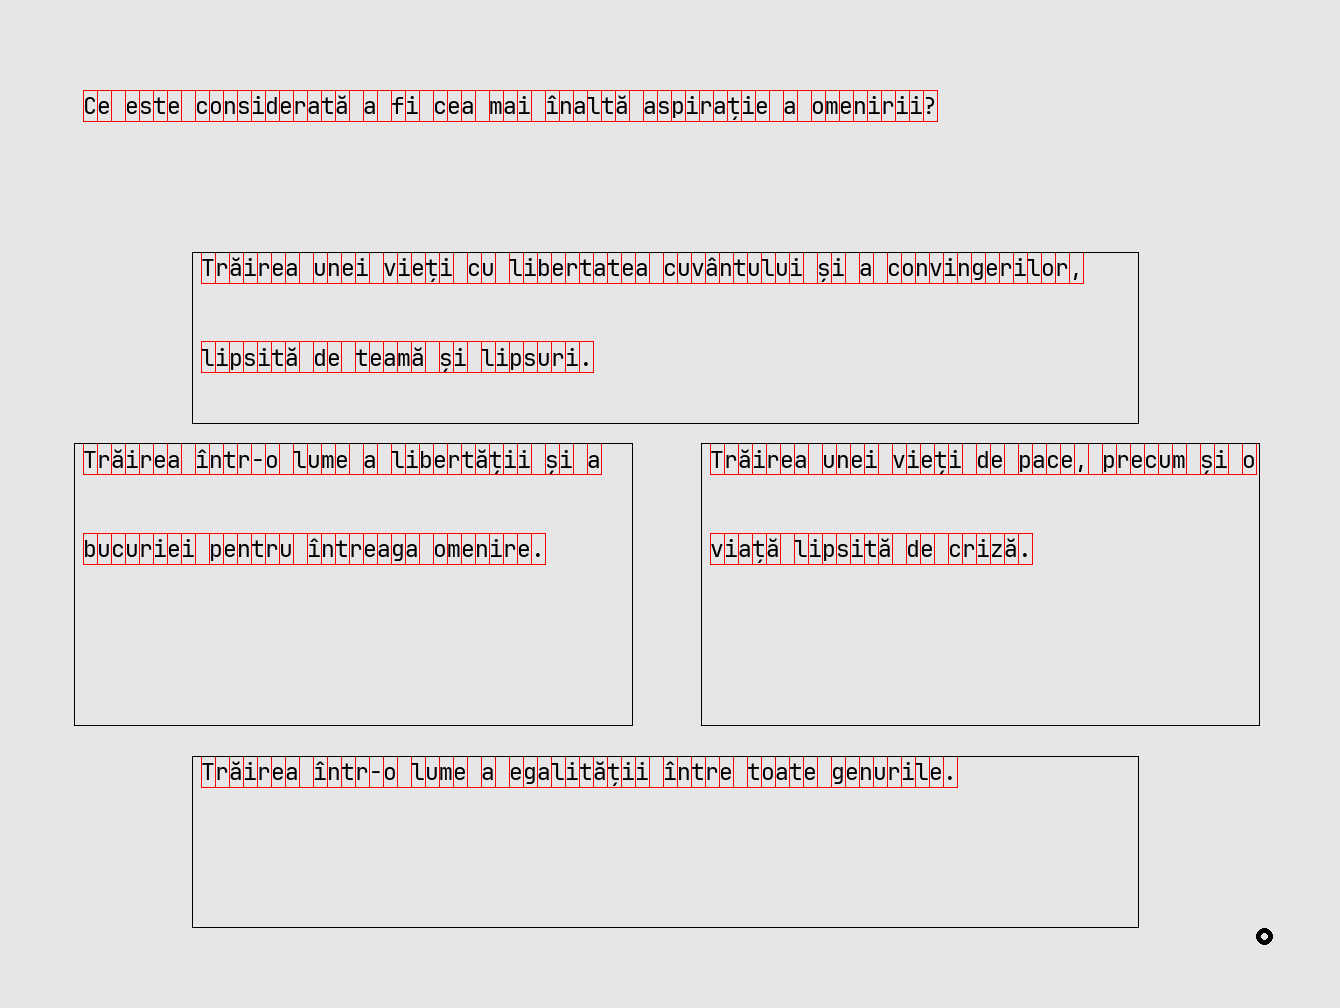 Ce este considerată a fi cea mai înaltă aspirație a omenirii?
Trăirea unei vieți cu libertatea cuvântului și a convingerilor,
lipsită de teamă și lipsuri.
Trăirea într-o lume a libertății și a
bucuriei pentru întreaga omenire.
Trăirea unei vieți de pace, precum și o
viață lipsită de criză.
Trăirea într-o lume a egalității între toate genurile.